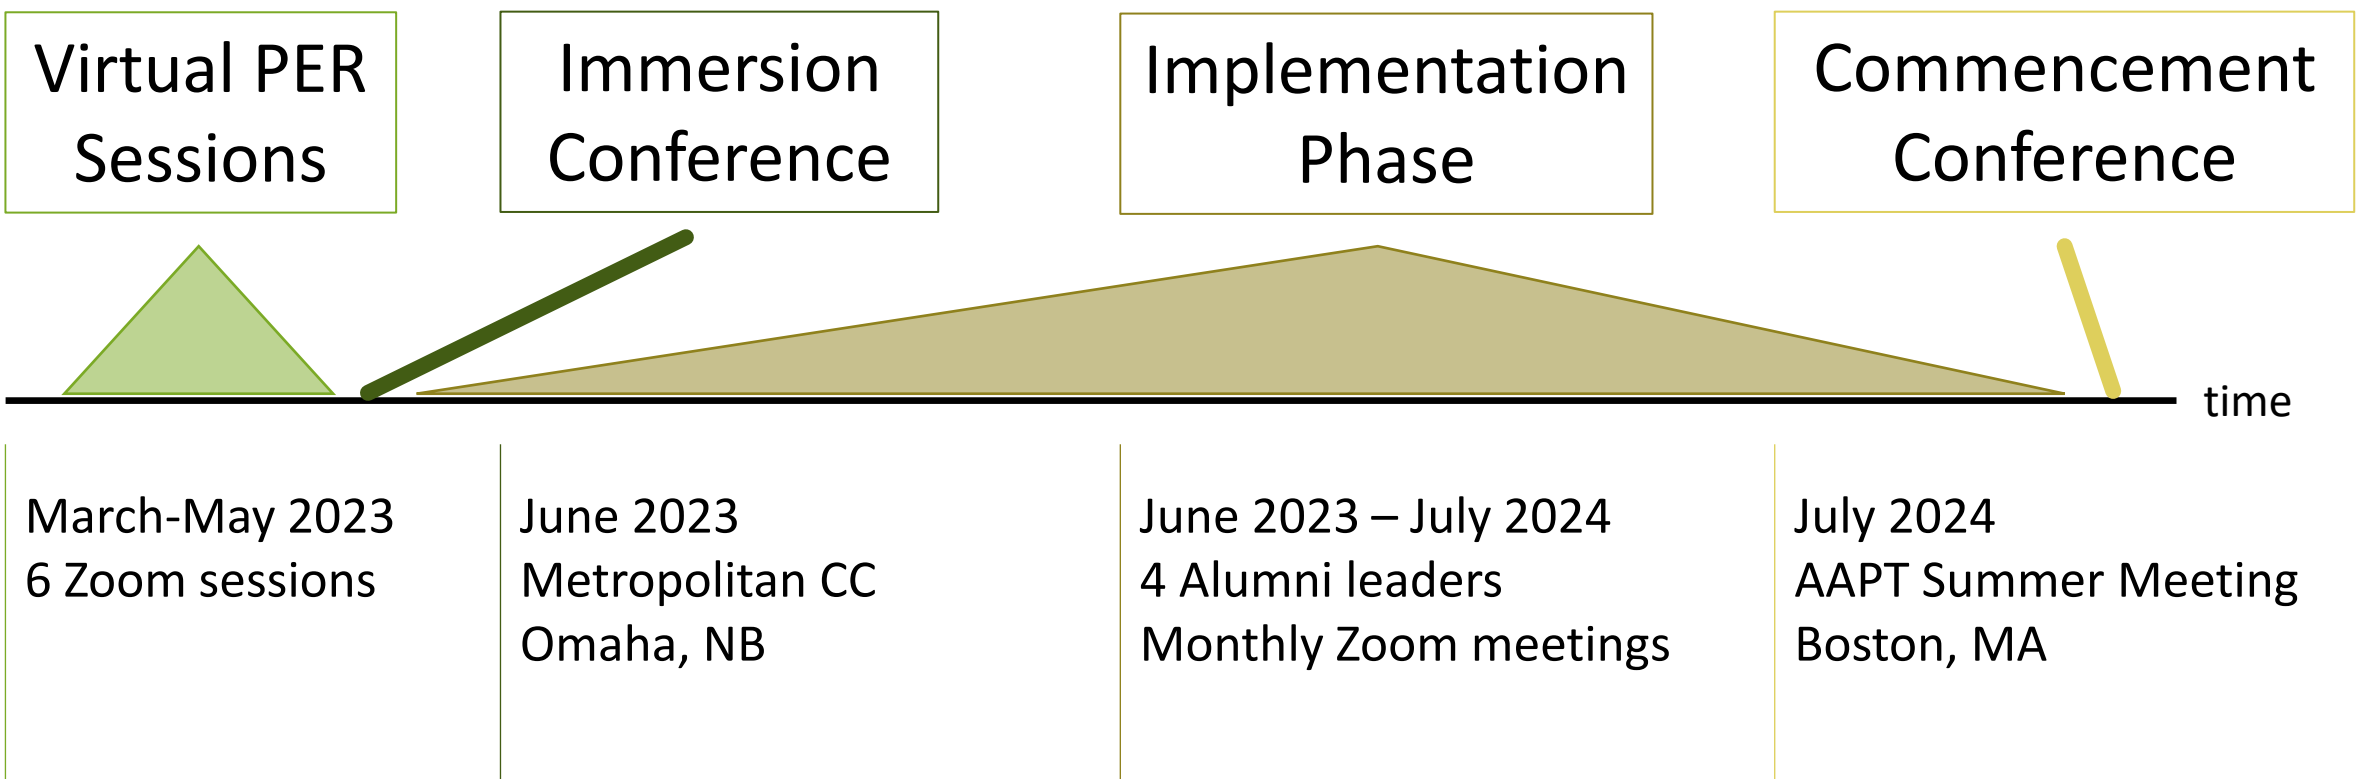 Virtual PER
Sessions
Immersion
Conference
Implementation
Phase
Commencement
Conference
time
March-May 2023
6 Zoom sessions
June 2023
Metropolitan CC
Omaha, NB
June 2023 – July 2024
4 Alumni leaders
Monthly Zoom meetings
July 2024
AAPT Summer Meeting
Boston, MA